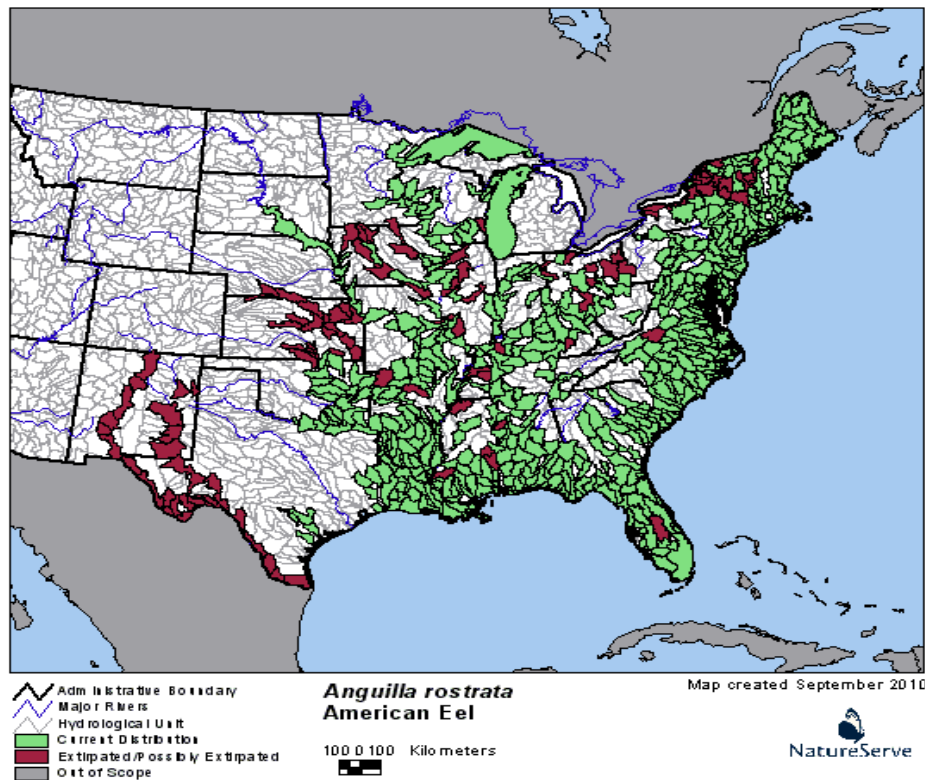 Administrative Boundary
Major Rivers
Hydrological Unit
Current Distribution
Extirpated/Possibly Extirpated
Out of Scope
Anguilla rostrata
American Eel
100 0 100 Kilometers
Map created September 2010
NatureServe